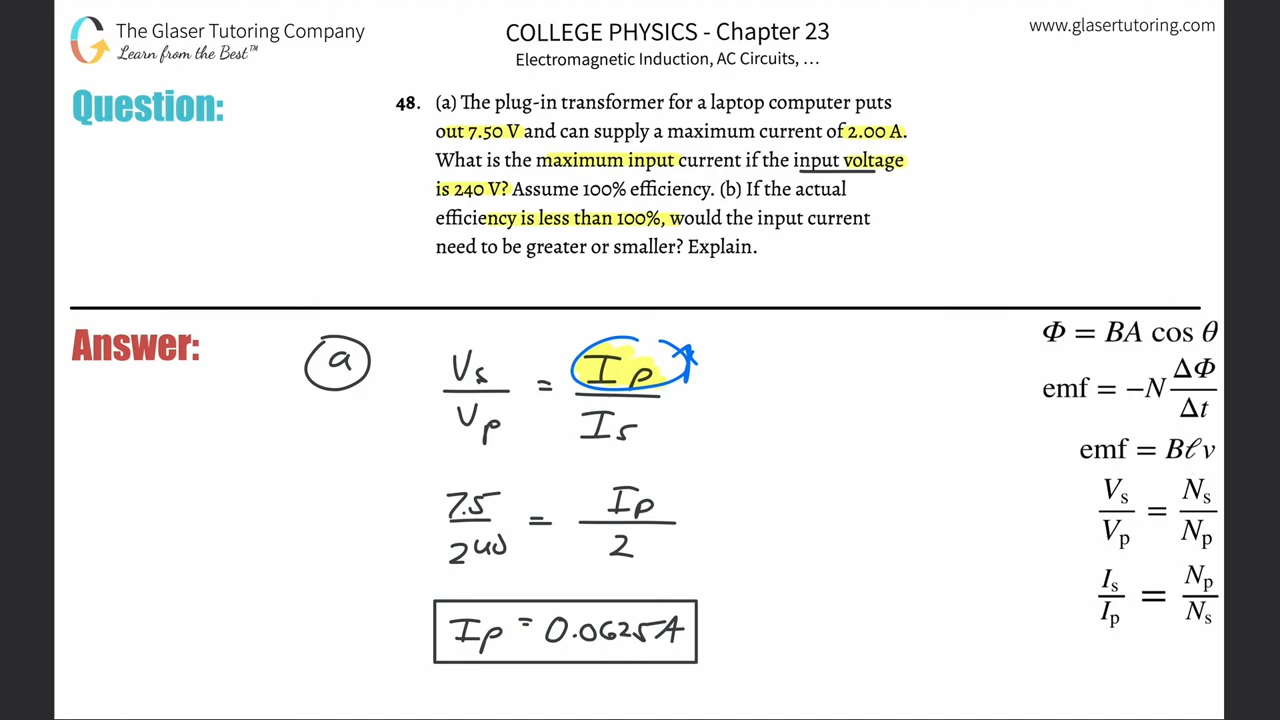 The Glaser Tutoring Company
Learn from the Best™
COLLEGE PHYSICS - Chapter 23
Electromagnetic Induction, AC Circuits, ...
www.glasertutoring.com
Question:
48. (a) The plug-in transformer for a laptop computer puts
out 7.50 V and can supply a maximum current of 2.00 A.
What is the maximum input current if the input voltage
is 240 V? Assume 100% efficiency. (b) If the actual
efficiency is less than 100%, would the input current
need to be greater or smaller? Explain.
Answer:
a
Vs/Vp = Ip/Is
7.5/240 = Ip/2
Ip = 0.0625A
Φ = BA cos θ
emf = −N ΔΦ/Δt
emf = Bℓv
Vs/Vp = Ns/Np
Is/Ip = Np/Ns